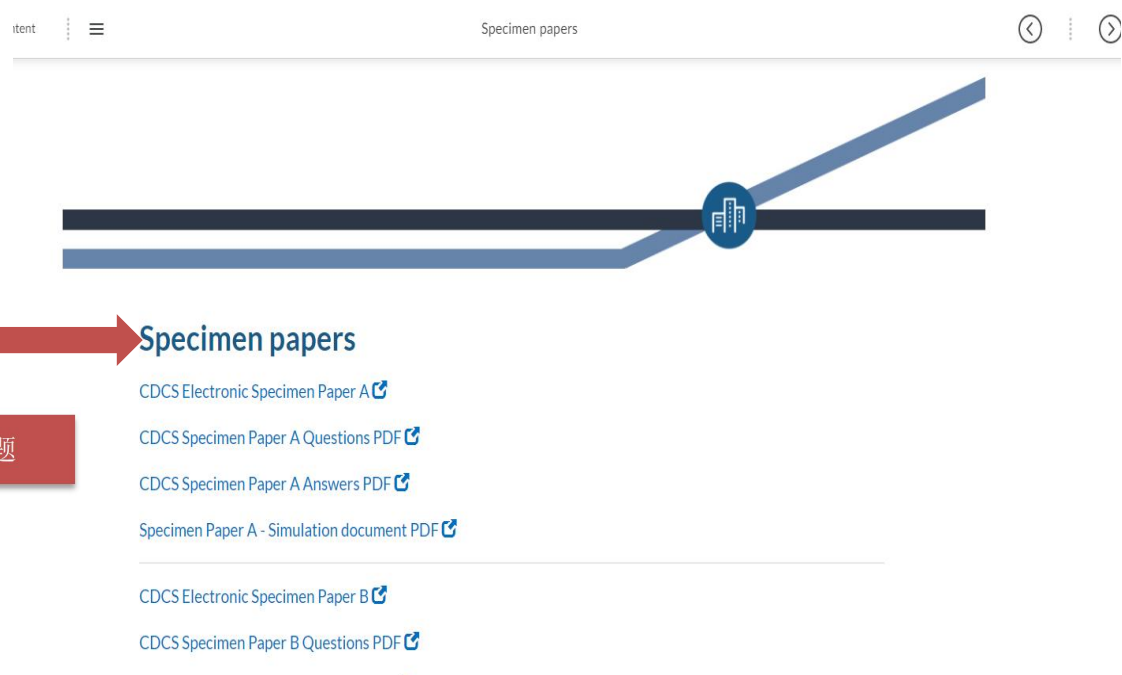 Specimen papers
Specimen papers
CDCS Electronic Specimen Paper A
CDCS Specimen Paper A Questions PDF
题
CDCS Specimen Paper A Answers PDF
Specimen Paper A - Simulation document PDF
CDCS Electronic Specimen Paper B
CDCS Specimen Paper B Questions PDF